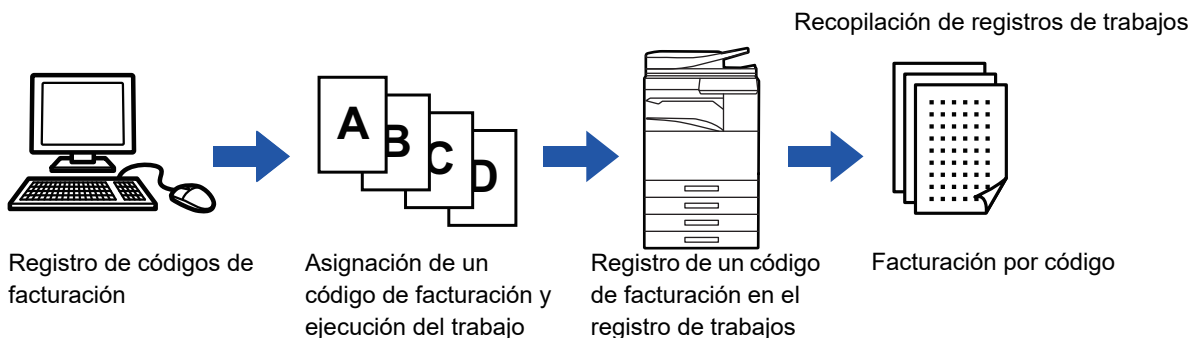 Recopilación de registros de trabajos
A
B
C
D
Registro de códigos de
facturación
Asignación de un
código de facturación y
ejecución del trabajo
Registro de un código
de facturación en el
registro de trabajos
Facturación por código